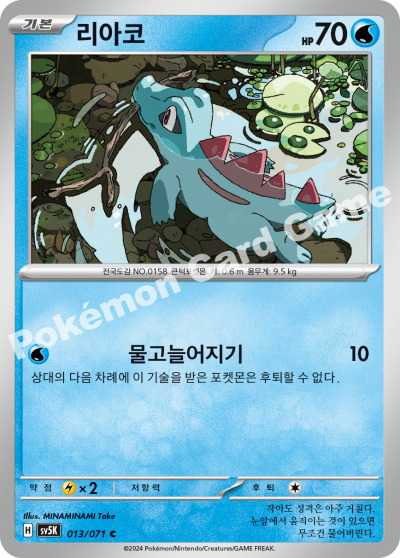 기본 리아코 HP 70
전국도감 NO.0158 큰턱포켓몬 키: 0.6 m 몸무게: 9.5 kg
물고늘어지기 10
상대의 다음 차례에 이 기술을 받은 포켓몬은 후퇴할 수 없다.
약점 ×2 저항력 후퇴
Illus. MINAMINAMI Take
작아도 성격은 아주 거칠다.
눈앞에서 움직이는 것이 있으면
무조건 물어버린다.
H SV5K 013/071 C
©2024 Pokémon/Nintendo/Creatures/GAME FREAK.
Pokémon Card Game